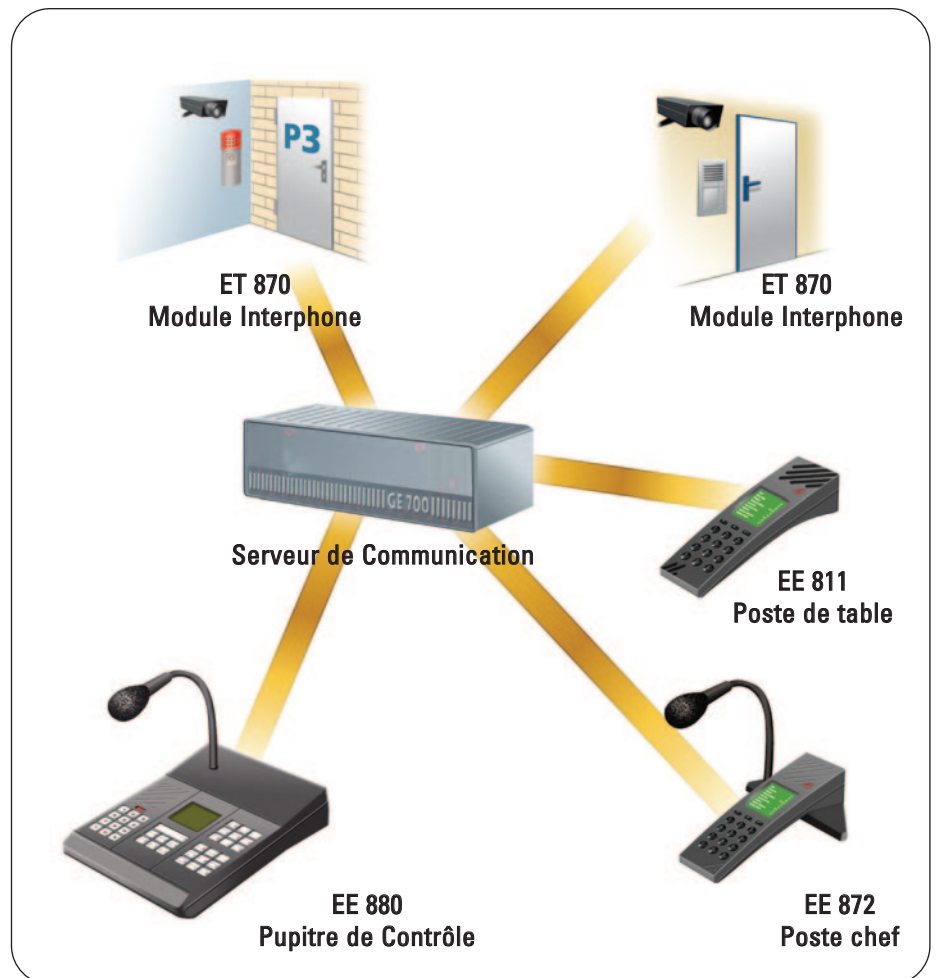 P3
ET 870
Module Interphone
ET 870
Module Interphone
GE 700
Serveur de Communication
EE 811
Poste de table
EE 880
Pupitre de Contrôle
EE 872
Poste chef